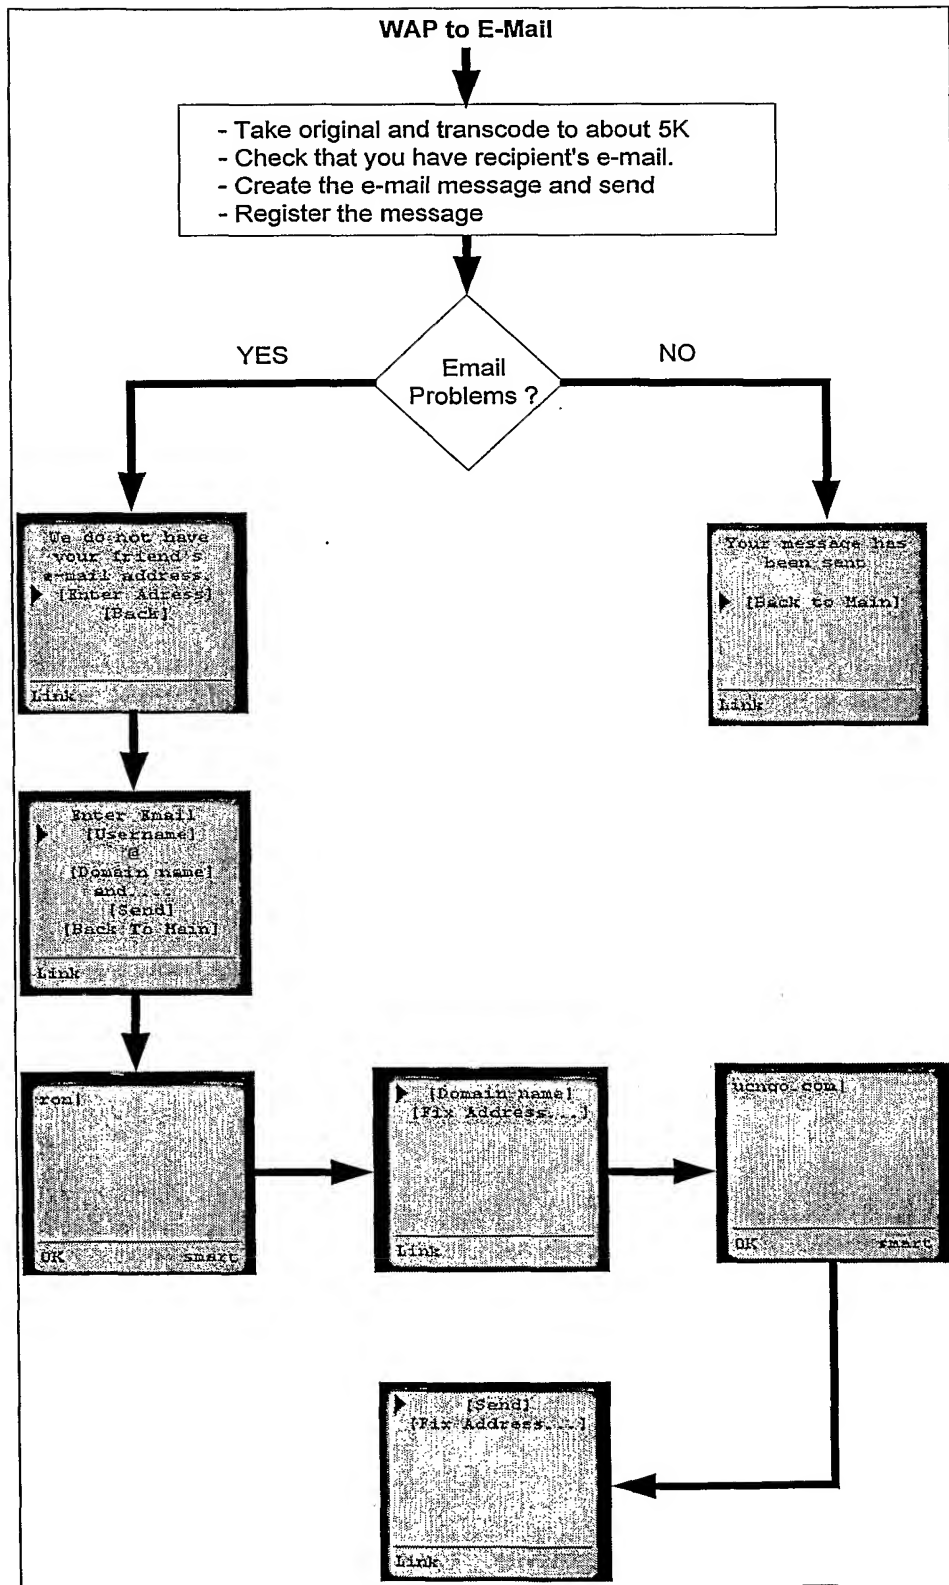 WAP to E-Mail
- Take original and transcode to about 5K
- Check that you have recipient's e-mail.
- Create the e-mail message and send
- Register the message
Email
Problems ?
YES
NO
We do not have
your friend's
e-mail address.
[Enter Adress]
[Back]
Link
Your message has
been sent
[Back to Main]
Link
Enter Email
[Username]
@
[Domain name]
and....
[Send]
[Back To Main]
Link
ron|
OK smart
[Domain name]
[Fix Address...]
Link
ucngo.com|
OK smart
[Send]
[Fix Address...]
Link